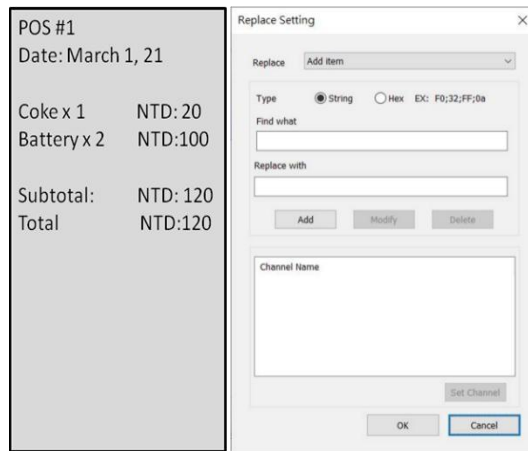 POS #1
Date: March 1, 21
Coke x 1 NTD: 20
Battery x 2 NTD:100
Subtotal: NTD: 120
Total NTD:120
Replace Setting
Replace Add item
Type String Hex EX: F0;32;FF;0a
Find what
Replace with
Add Modify Delete
Channel Name
Set Channel
OK Cancel